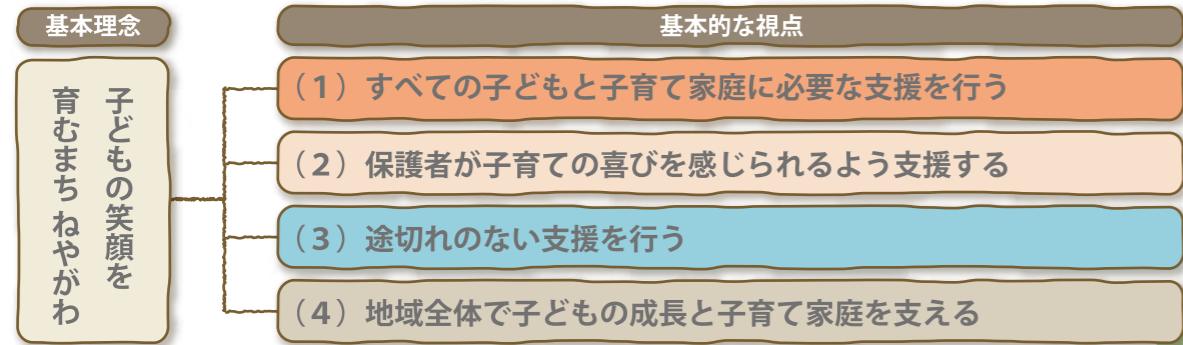 基本理念
子どもの笑顔を
育むまち ねやがわ
基本的な視点
（1）すべての子どもと子育て家庭に必要な支援を行う
（2）保護者が子育ての喜びを感じられるよう支援する
（3）途切れのない支援を行う
（4）地域全体で子どもの成長と子育て家庭を支える